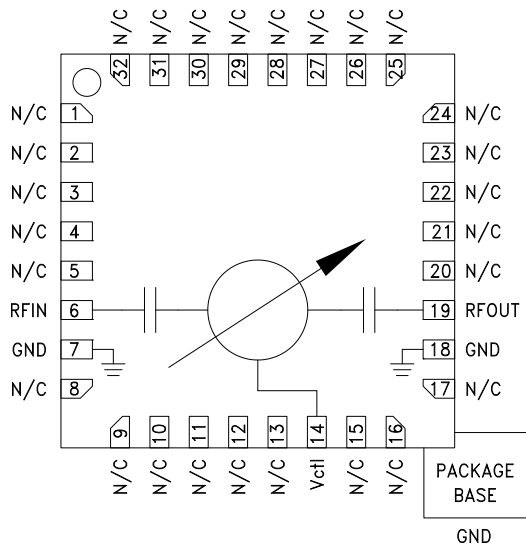 N/C N/C N/C N/C N/C N/C N/C N/C
32 31 30 29 28 27 26 25
N/C 1 24 N/C
N/C 2 23 N/C
N/C 3 22 N/C
N/C 4 21 N/C
N/C 5 20 N/C
RFIN 6 19 RFOUT
GND 7 18 GND
N/C 8 17 N/C
9 10 11 12 13 14 15 16
N/C N/C N/C N/C N/C Vctl N/C N/C
PACKAGE
BASE
GND